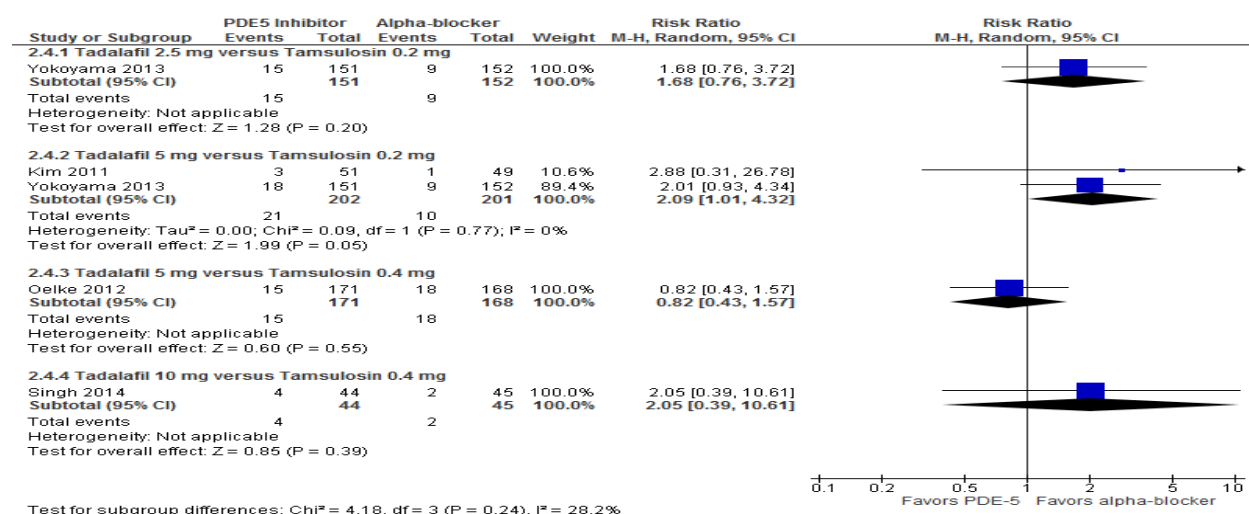 PDE5 Inhibitor Alpha-blocker Risk Ratio Risk Ratio
Study or Subgroup Events Total Events Total Weight M-H, Random, 95% CI M-H, Random, 95% CI
2.4.1 Tadalafil 2.5 mg versus Tamsulosin 0.2 mg
Yokoyama 2013 15 151 9 152 100.0% 1.68 [0.76, 3.72]
Subtotal (95% CI) 151 152 100.0% 1.68 [0.76, 3.72]
Total events 15 9
Heterogeneity: Not applicable
Test for overall effect: Z = 1.28 (P = 0.20)
2.4.2 Tadalafil 5 mg versus Tamsulosin 0.2 mg
Kim 2011 3 51 1 49 10.6% 2.88 [0.31, 26.78]
Yokoyama 2013 18 151 9 152 89.4% 2.01 [0.93, 4.34]
Subtotal (95% CI) 202 201 100.0% 2.09 [1.01, 4.32]
Total events 21 10
Heterogeneity: Tau² = 0.00; Chi² = 0.09, df = 1 (P = 0.77); I² = 0%
Test for overall effect: Z = 1.99 (P = 0.05)
2.4.3 Tadalafil 5 mg versus Tamsulosin 0.4 mg
Oelke 2012 15 171 18 168 100.0% 0.82 [0.43, 1.57]
Subtotal (95% CI) 171 168 100.0% 0.82 [0.43, 1.57]
Total events 15 18
Heterogeneity: Not applicable
Test for overall effect: Z = 0.60 (P = 0.55)
2.4.4 Tadalafil 10 mg versus Tamsulosin 0.4 mg
Singh 2014 4 44 2 45 100.0% 2.05 [0.39, 10.61]
Subtotal (95% CI) 44 45 100.0% 2.05 [0.39, 10.61]
Total events 4 2
Heterogeneity: Not applicable
Test for overall effect: Z = 0.85 (P = 0.39)
0.1 0.2 0.5 1 2 5 10
Favors PDE-5 Favors alpha-blocker
Test for subgroup differences: Chi² = 4.18, df = 3 (P = 0.24), I² = 28.2%